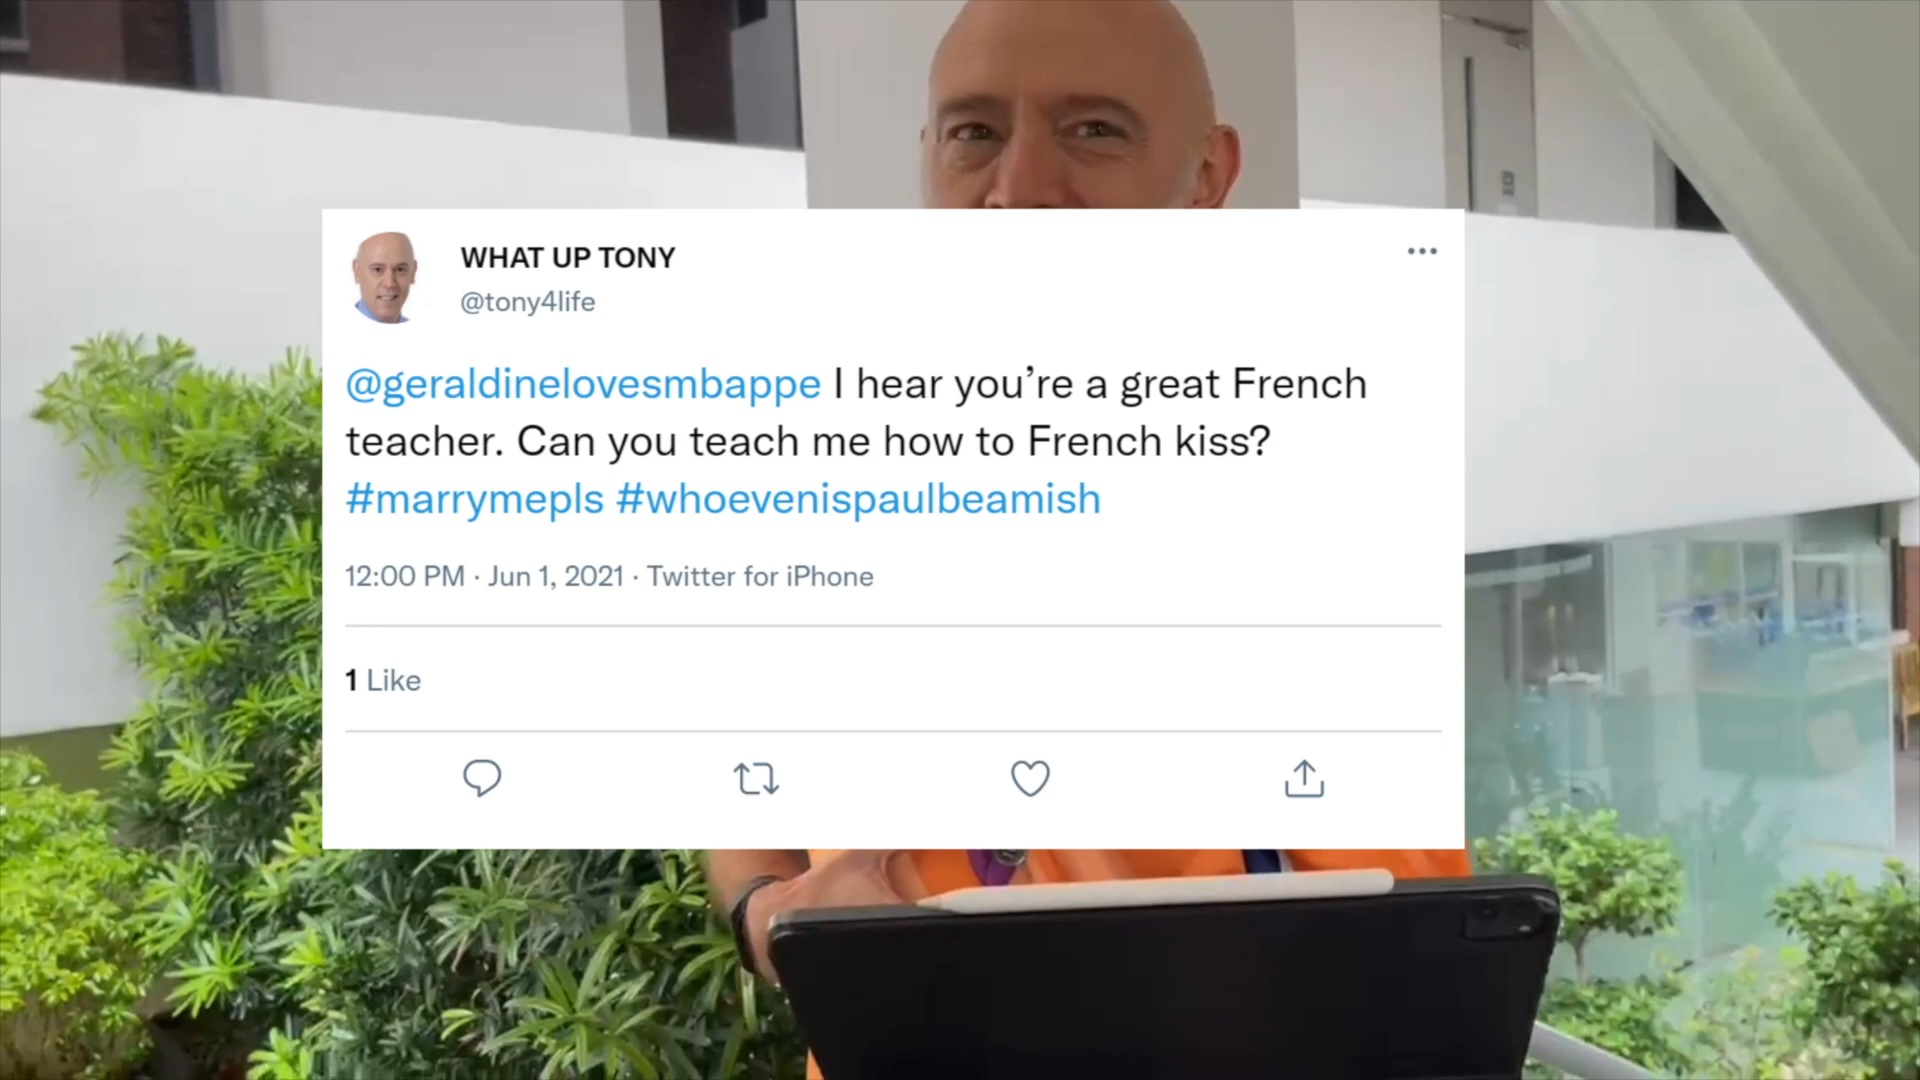 WHAT UP TONY
@tony4life
@geraldinelovesmbappe I hear you’re a great French
teacher. Can you teach me how to French kiss?
#marrymepls #whoevenispaulbeamish
12:00 PM · Jun 1, 2021 · Twitter for iPhone
1 Like